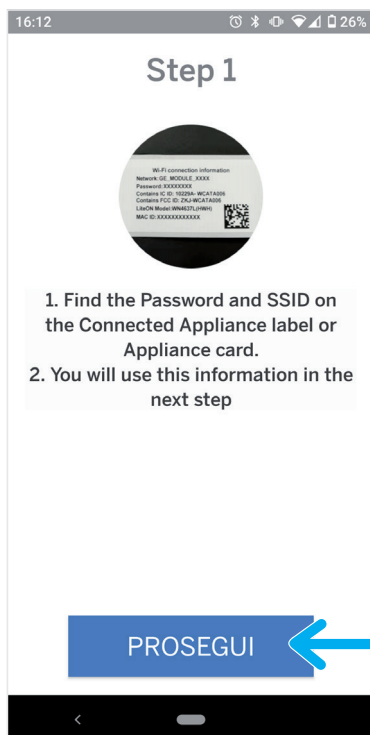 16:12
26%
Step 1
Wi-Fi connection information
Network: GE_MODULE_XXXX
Password: XXXXXXXX
Contains IC ID: 10229A- WCATA006
Contains FCC ID: ZKJ-WCATA006
LiteON Model:WN4637L(HWH)
MAC ID: XXXXXXXXXXXX
1. Find the Password and SSID on
the Connected Appliance label or
Appliance card.
2. You will use this information in the
next step
PROSEGUI